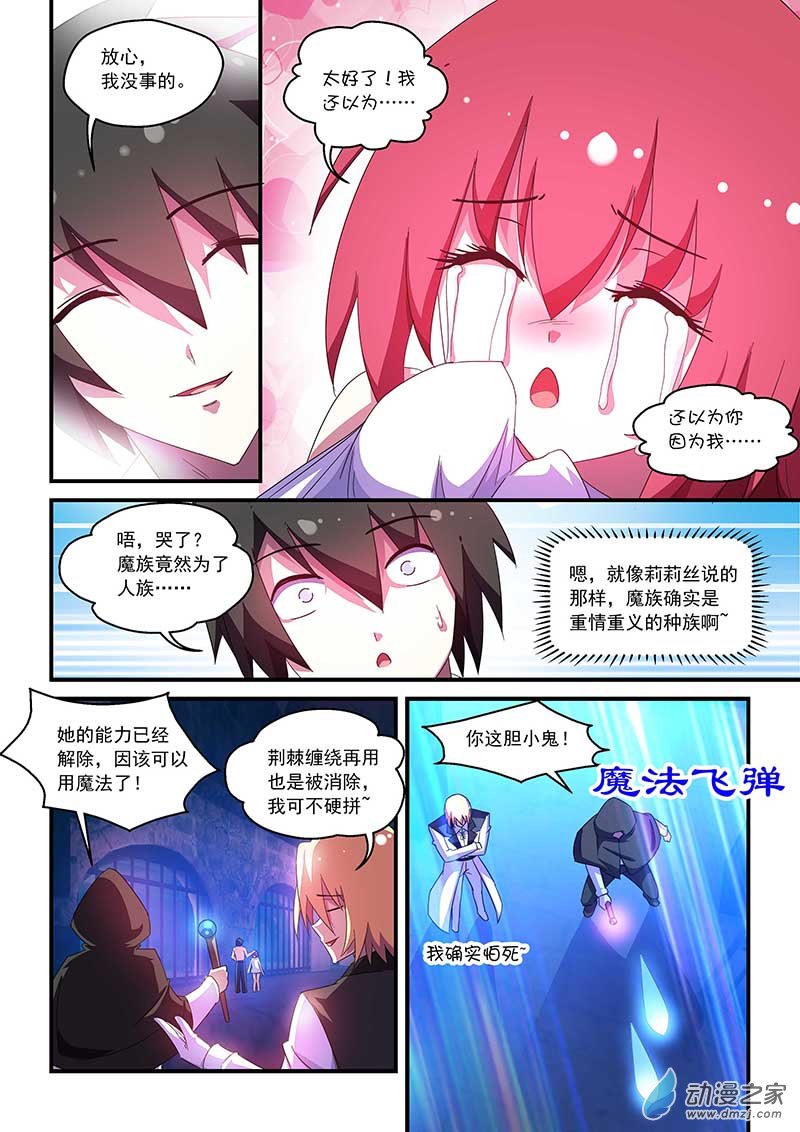 放心，
我没事的。
太好了！我
还以为……
还以为你
因为我……
唔，哭了？
魔族竟然为了
人族……
嗯，就像莉莉丝说的
那样，魔族确实是
重情重义的种族啊~
她的能力已经
解除，因该可以
用魔法了！
荆棘缠绕再用
也是被消除，
我可不硬拼~
你这胆小鬼！
魔法飞弹
我确实怕死~
动漫之家
www.dmzj.com